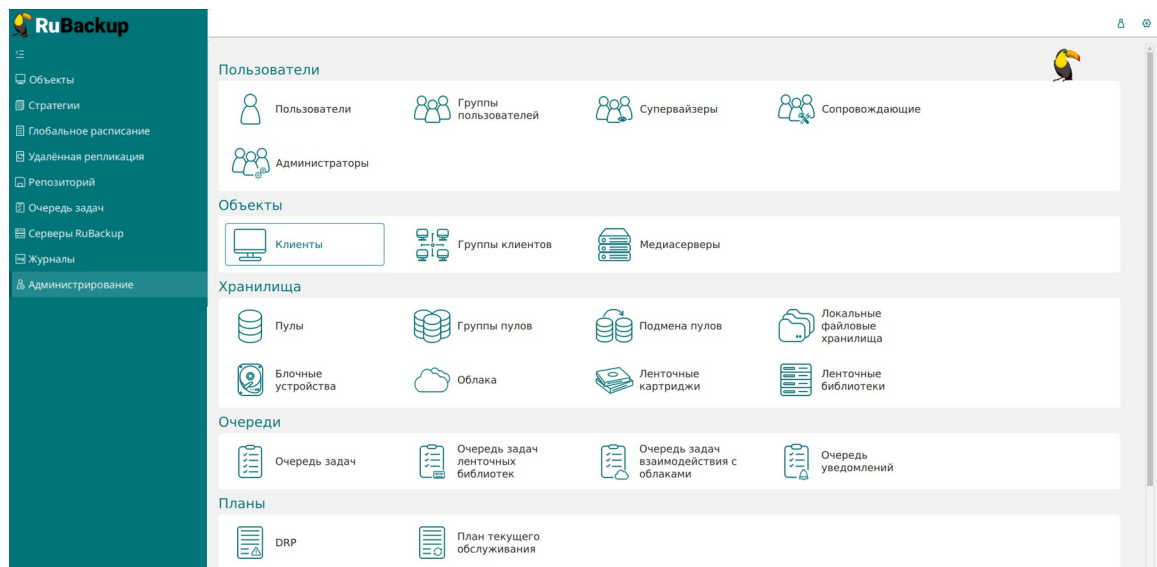 RuBackup
Объекты
Стратегии
Глобальное расписание
Удалённая репликация
Репозиторий
Очередь задач
Серверы RuBackup
Журналы
Администрирование
Пользователи
Пользователи
Группы
пользователей
Супервайзеры
Сопровождающие
Администраторы
Объекты
Клиенты
Группы клиентов
Медиасерверы
Хранилища
Пулы
Группы пулов
Подмена пулов
Локальные
файловые
хранилища
Блочные
устройства
Облака
Ленточные
картриджи
Ленточные
библиотеки
Очереди
Очередь задач
Очередь задач
ленточных
библиотек
Очередь задач
взаимодействия с
облаками
Очередь
уведомлений
Планы
DRP
План текущего
обслуживания